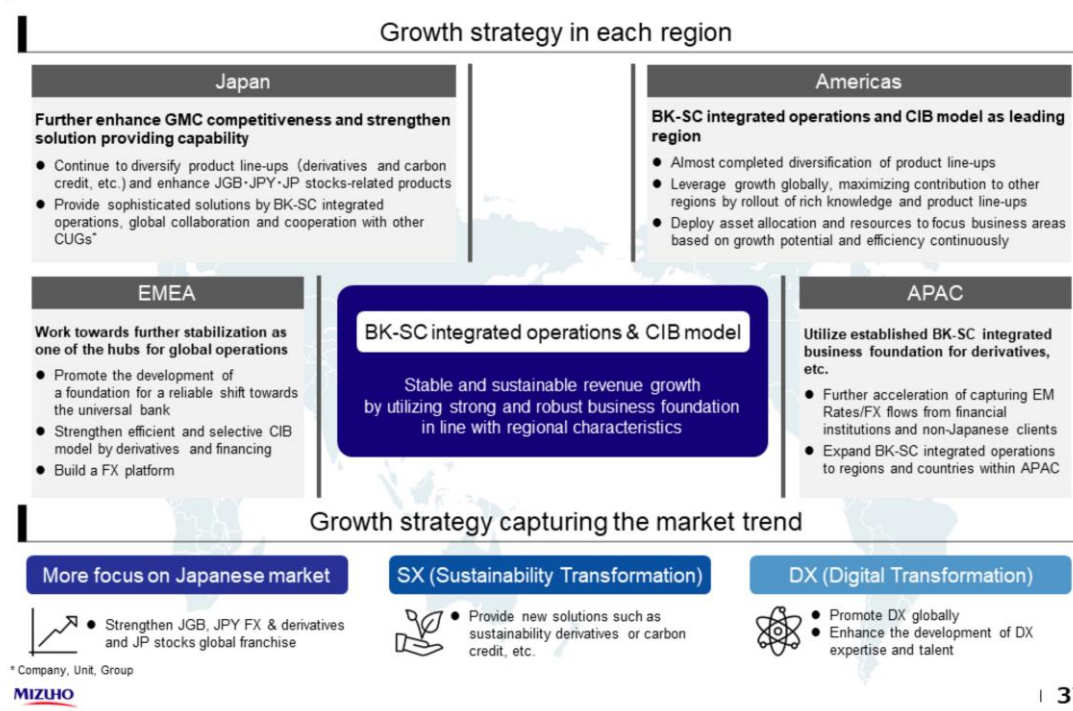 Growth strategy in each region
Japan
Further enhance GMC competitiveness and strengthen
solution providing capability
● Continue to diversify product line-ups (derivatives and carbon
credit, etc.) and enhance JGB・JPY・JP stocks-related products
● Provide sophisticated solutions by BK-SC integrated
operations, global collaboration and cooperation with other
CUGs*
Americas
BK-SC integrated operations and CIB model as leading
region
● Almost completed diversification of product line-ups
● Leverage growth globally, maximizing contribution to other
regions by rollout of rich knowledge and product line-ups
● Deploy asset allocation and resources to focus business areas
based on growth potential and efficiency continuously
EMEA
Work towards further stabilization as
one of the hubs for global operations
● Promote the development of
a foundation for a reliable shift towards
the universal bank
● Strengthen efficient and selective CIB
model by derivatives and financing
● Build a FX platform
BK-SC integrated operations & CIB model
Stable and sustainable revenue growth
by utilizing strong and robust business foundation
in line with regional characteristics
APAC
Utilize established BK-SC integrated
business foundation for derivatives,
etc.
● Further acceleration of capturing EM
Rates/FX flows from financial
institutions and non-Japanese clients
● Expand BK-SC integrated operations
to regions and countries within APAC
Growth strategy capturing the market trend
More focus on Japanese market
● Strengthen JGB, JPY FX & derivatives
and JP stocks global franchise
SX (Sustainability Transformation)
● Provide new solutions such as
sustainability derivatives or carbon
credit, etc.
DX (Digital Transformation)
● Promote DX globally
● Enhance the development of DX
expertise and talent
* Company, Unit, Group
MIZUHO
3